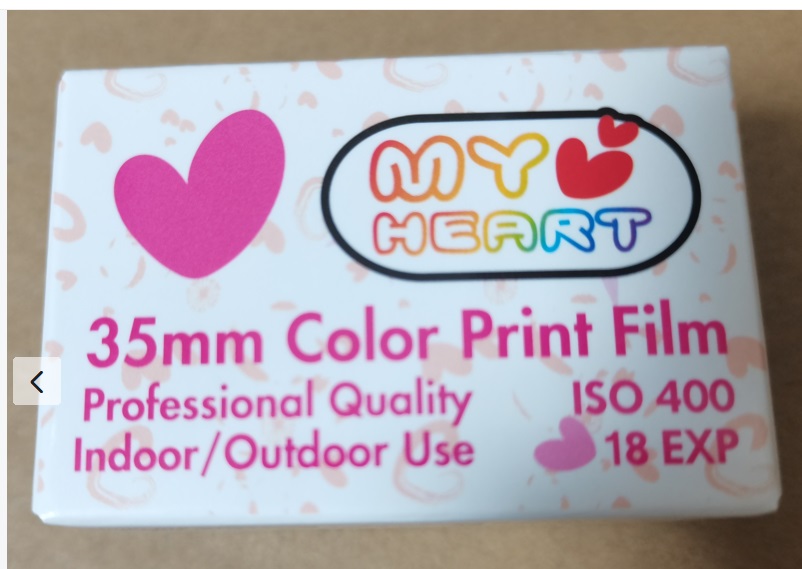 MY
HEART
35mm Color Print Film
Professional Quality ISO 400
Indoor/Outdoor Use 18 EXP